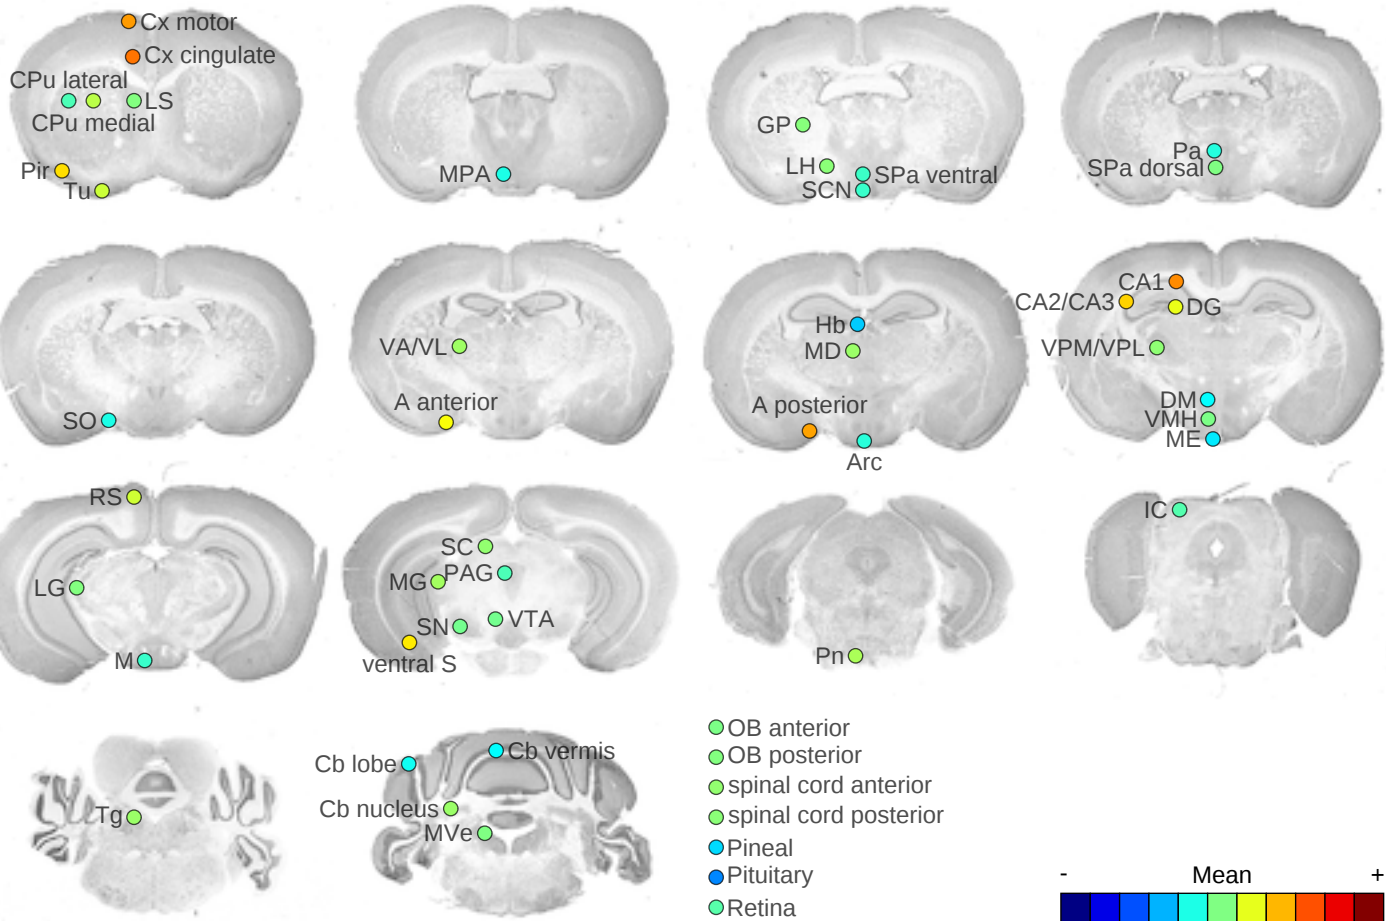 Cx motor
Cx cingulate
CPu lateral
LS
CPu medial
Pir
Tu
MPA
GP
LH
SPa ventral
SCN
Pa
SPa dorsal
SO
VA/VL
A anterior
Hb
MD
A posterior
Arc
CA1
CA2/CA3
DG
VPM/VPL
DM
VMH
ME
RS
LG
M
SC
MG
PAG
SN
VTA
ventral S
Pn
IC
Tg
Cb lobe
Cb vermis
Cb nucleus
MVe
OB anterior
OB posterior
spinal cord anterior
spinal cord posterior
Pineal
Pituitary
Retina
- Mean +